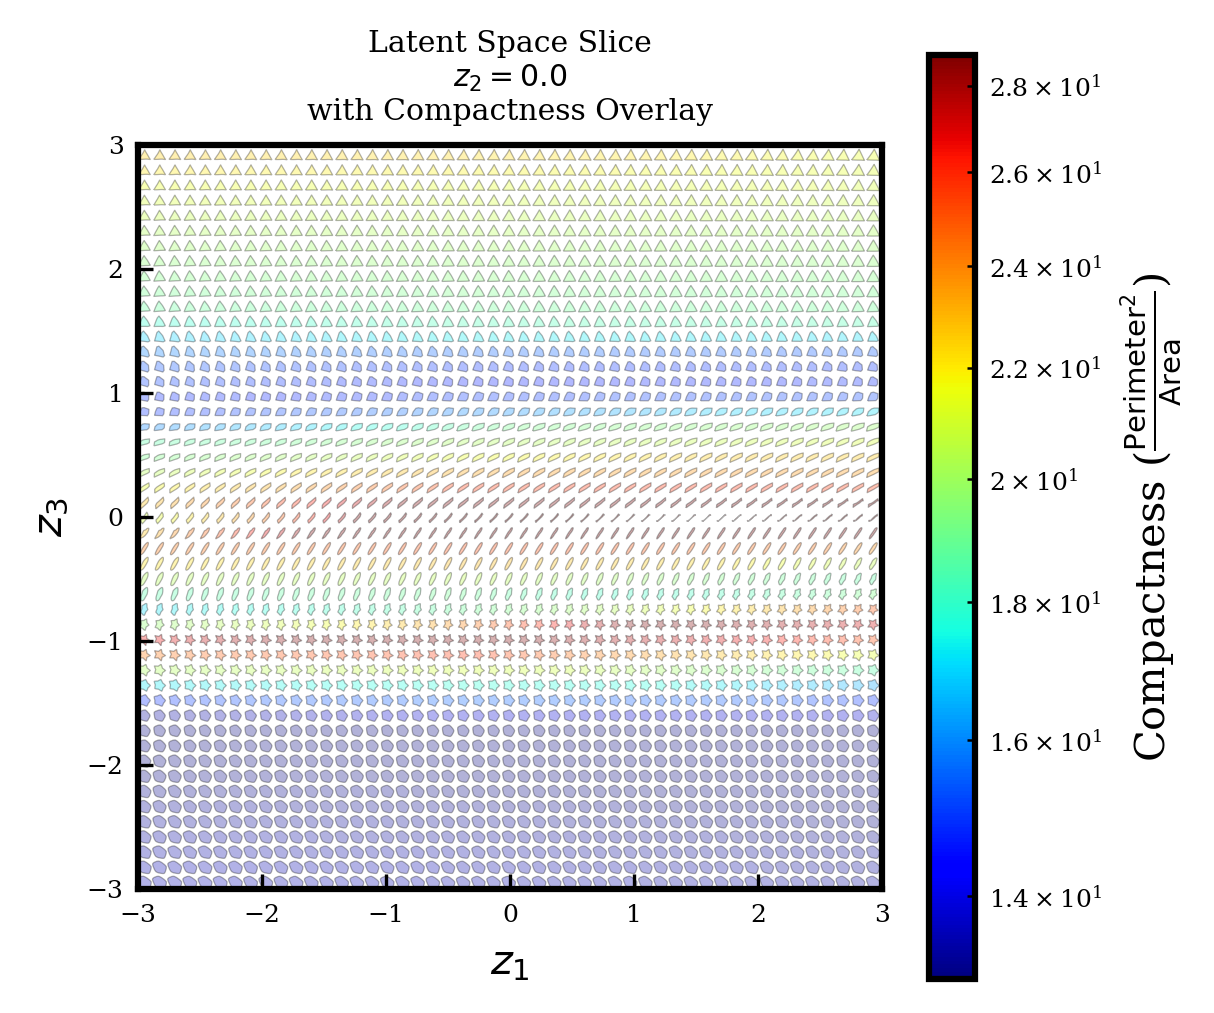 Latent Space Slice
z₂ = 0.0
with Compactness Overlay
3
2
1
0
−1
−2
−3
z₃
−3
−2
−1
0
1
2
3
z₁
2.8 × 10¹
2.6 × 10¹
2.4 × 10¹
2.2 × 10¹
2 × 10¹
1.8 × 10¹
1.6 × 10¹
1.4 × 10¹
Compactness (Perimeter²/Area)